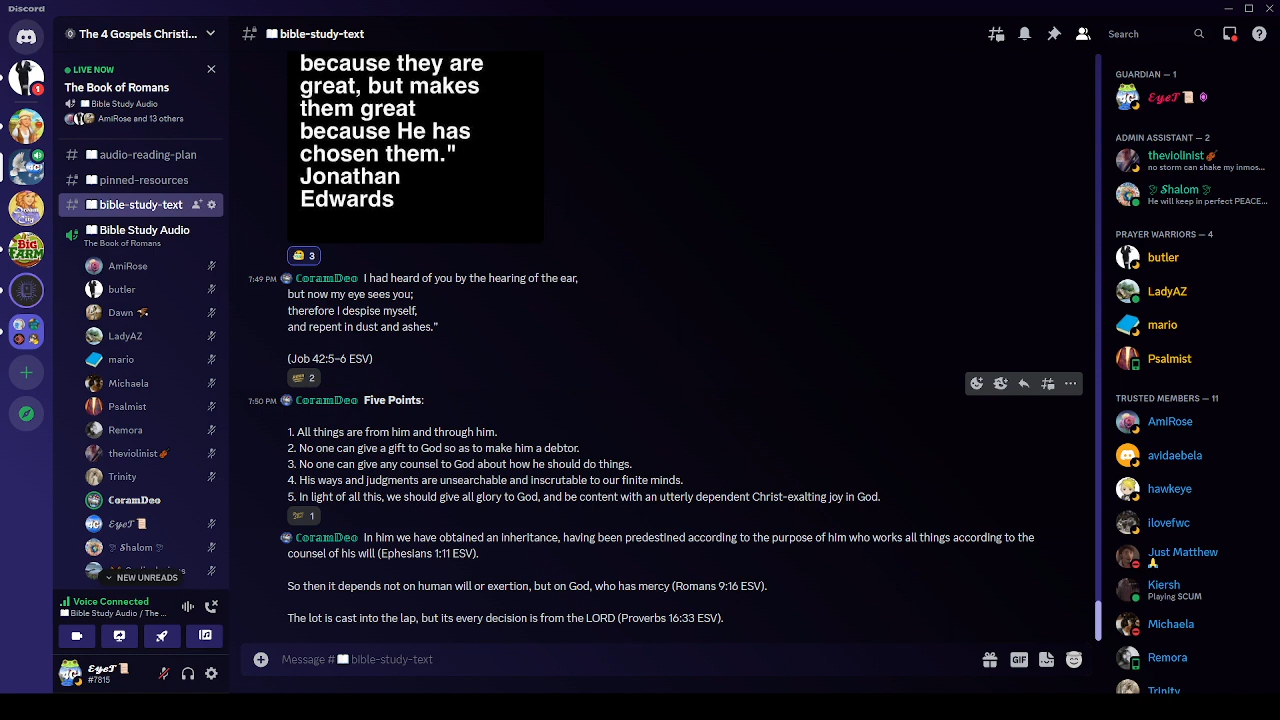 Discord
The 4 Gospels Christi...
bible-study-text
Search
LIVE NOW
The Book of Romans
Bible Study Audio
AmiRose and 13 others
audio-reading-plan
pinned-resources
bible-study-text
Bible Study Audio
The Book of Romans
AmiRose
butler
Dawn
LadyAZ
mario
Michaela
Psalmist
Remora
theviolinist
Trinity
CoramDeo
EyeT
Shalom
NEW UNREADS
Voice Connected
Bible Study Audio / The ...
EyeT
#7815
because they are
great, but makes
them great
because He has
chosen them."
Jonathan
Edwards
3
7:49 PM CoramDeo I had heard of you by the hearing of the ear,
but now my eye sees you;
therefore I despise myself,
and repent in dust and ashes.”
(Job 42:5–6 ESV)
2
7:50 PM CoramDeo Five Points:
1. All things are from him and through him.
2. No one can give a gift to God so as to make him a debtor.
3. No one can give any counsel to God about how he should do things.
4. His ways and judgments are unsearchable and inscrutable to our finite minds.
5. In light of all this, we should give all glory to God, and be content with an utterly dependent Christ-exalting joy in God.
1
CoramDeo In him we have obtained an inheritance, having been predestined according to the purpose of him who works all things according to the
counsel of his will (Ephesians 1:11 ESV).
So then it depends not on human will or exertion, but on God, who has mercy (Romans 9:16 ESV).
The lot is cast into the lap, but its every decision is from the LORD (Proverbs 16:33 ESV).
Message # bible-study-text
GIF
GUARDIAN — 1
EyeT
ADMIN ASSISTANT — 2
theviolinist
no storm can shake my inmos...
Shalom
He will keep in perfect PEACE...
PRAYER WARRIORS — 4
butler
LadyAZ
mario
Psalmist
TRUSTED MEMBERS — 11
AmiRose
avidaebela
hawkeye
ilovefwc
Just Matthew
Kiersh
Playing SCUM
Michaela
Remora
Trinity